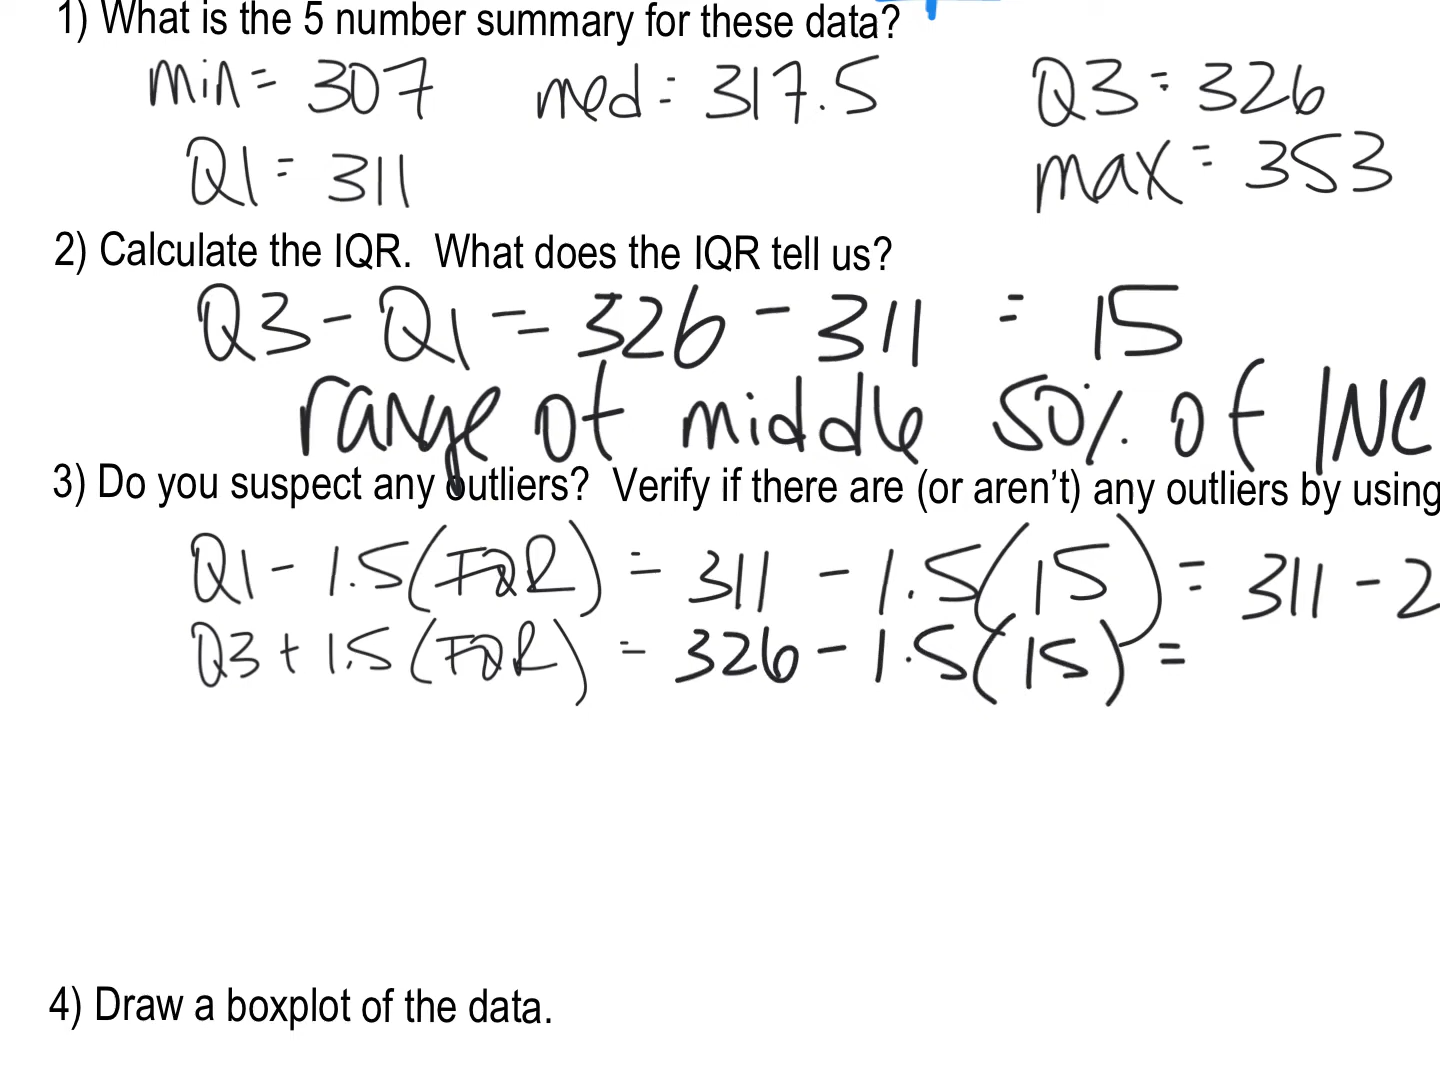 1) What is the 5 number summary for these data?
min = 307 med = 317.5 Q3 = 326
Q1 = 311 max = 353
2) Calculate the IQR. What does the IQR tell us?
Q3 - Q1 = 326 - 311 = 15
range of middle 50% of INC
3) Do you suspect any outliers? Verify if there are (or aren't) any outliers by using
Q1 - 1.5(IQR) = 311 - 1.5(15) = 311 - 2
Q3 + 1.5(IQR) = 326 - 1.5(15) =
4) Draw a boxplot of the data.